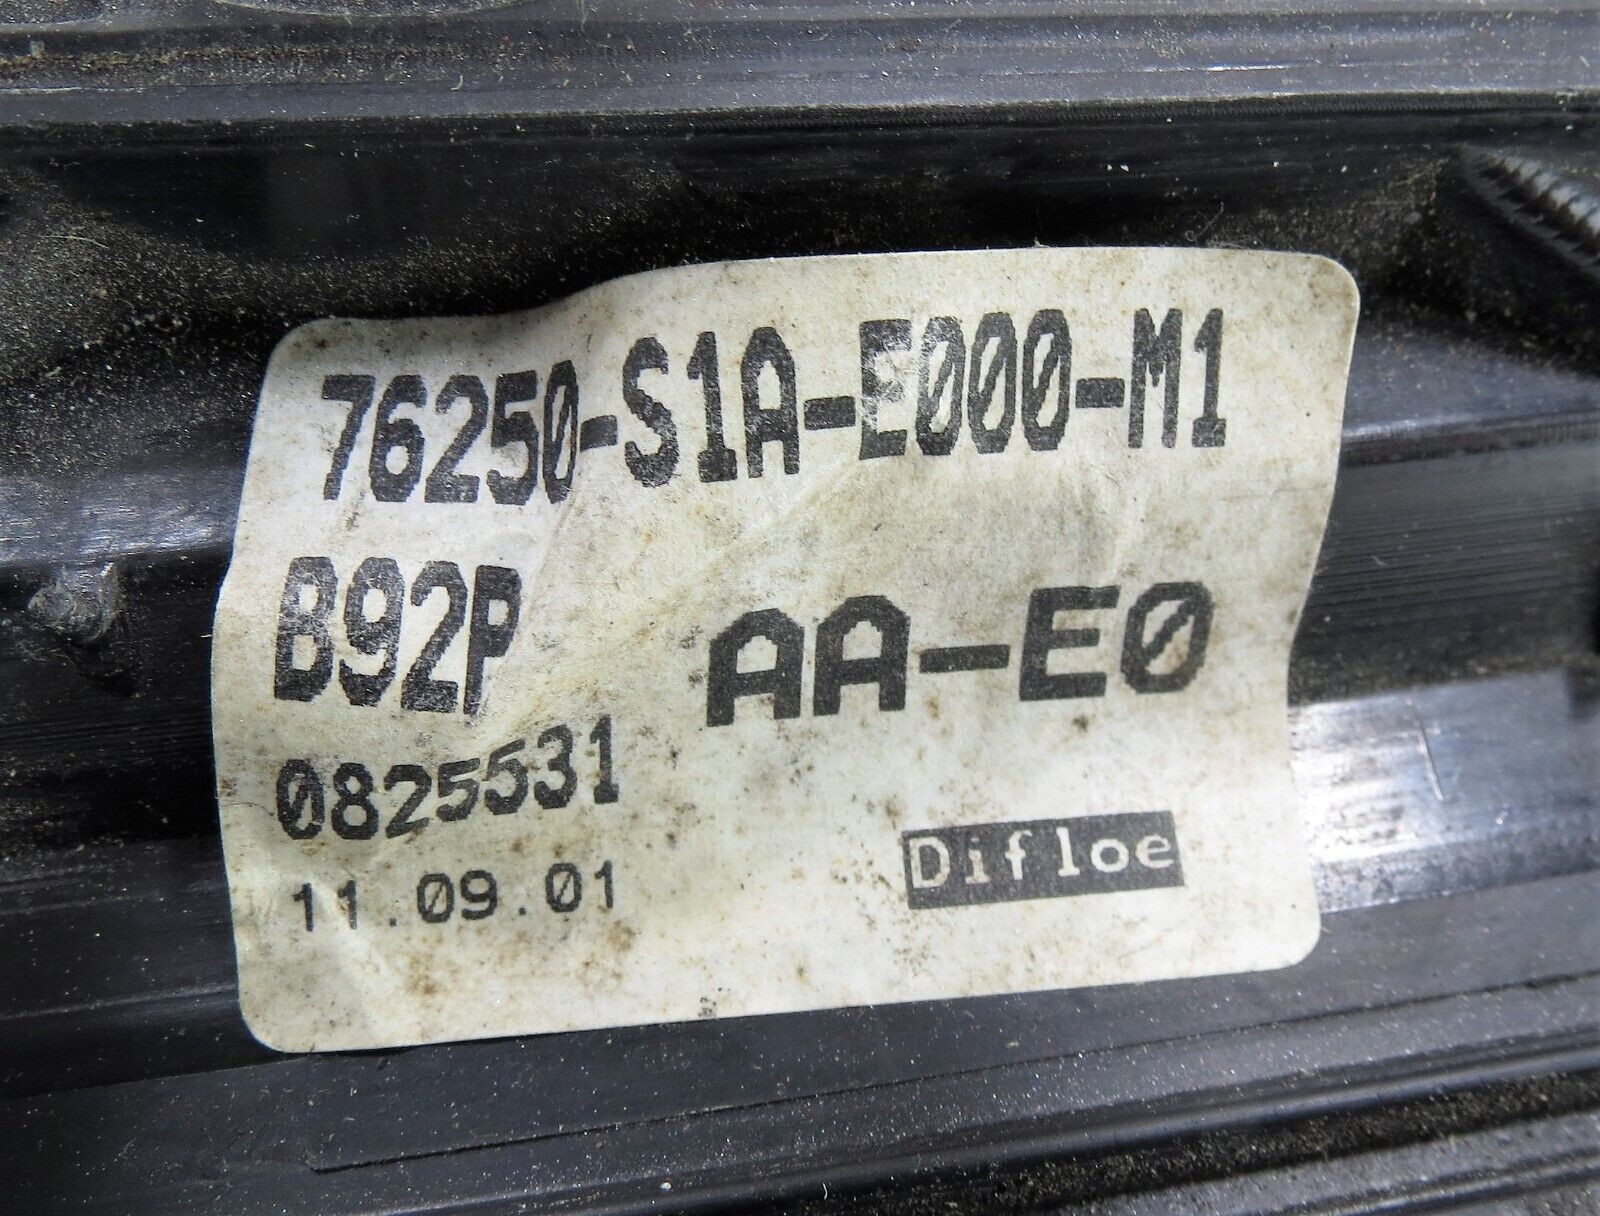 76250-S1A-E000-M1
B92P AA-E0
0825531
11.09.01 Difloe